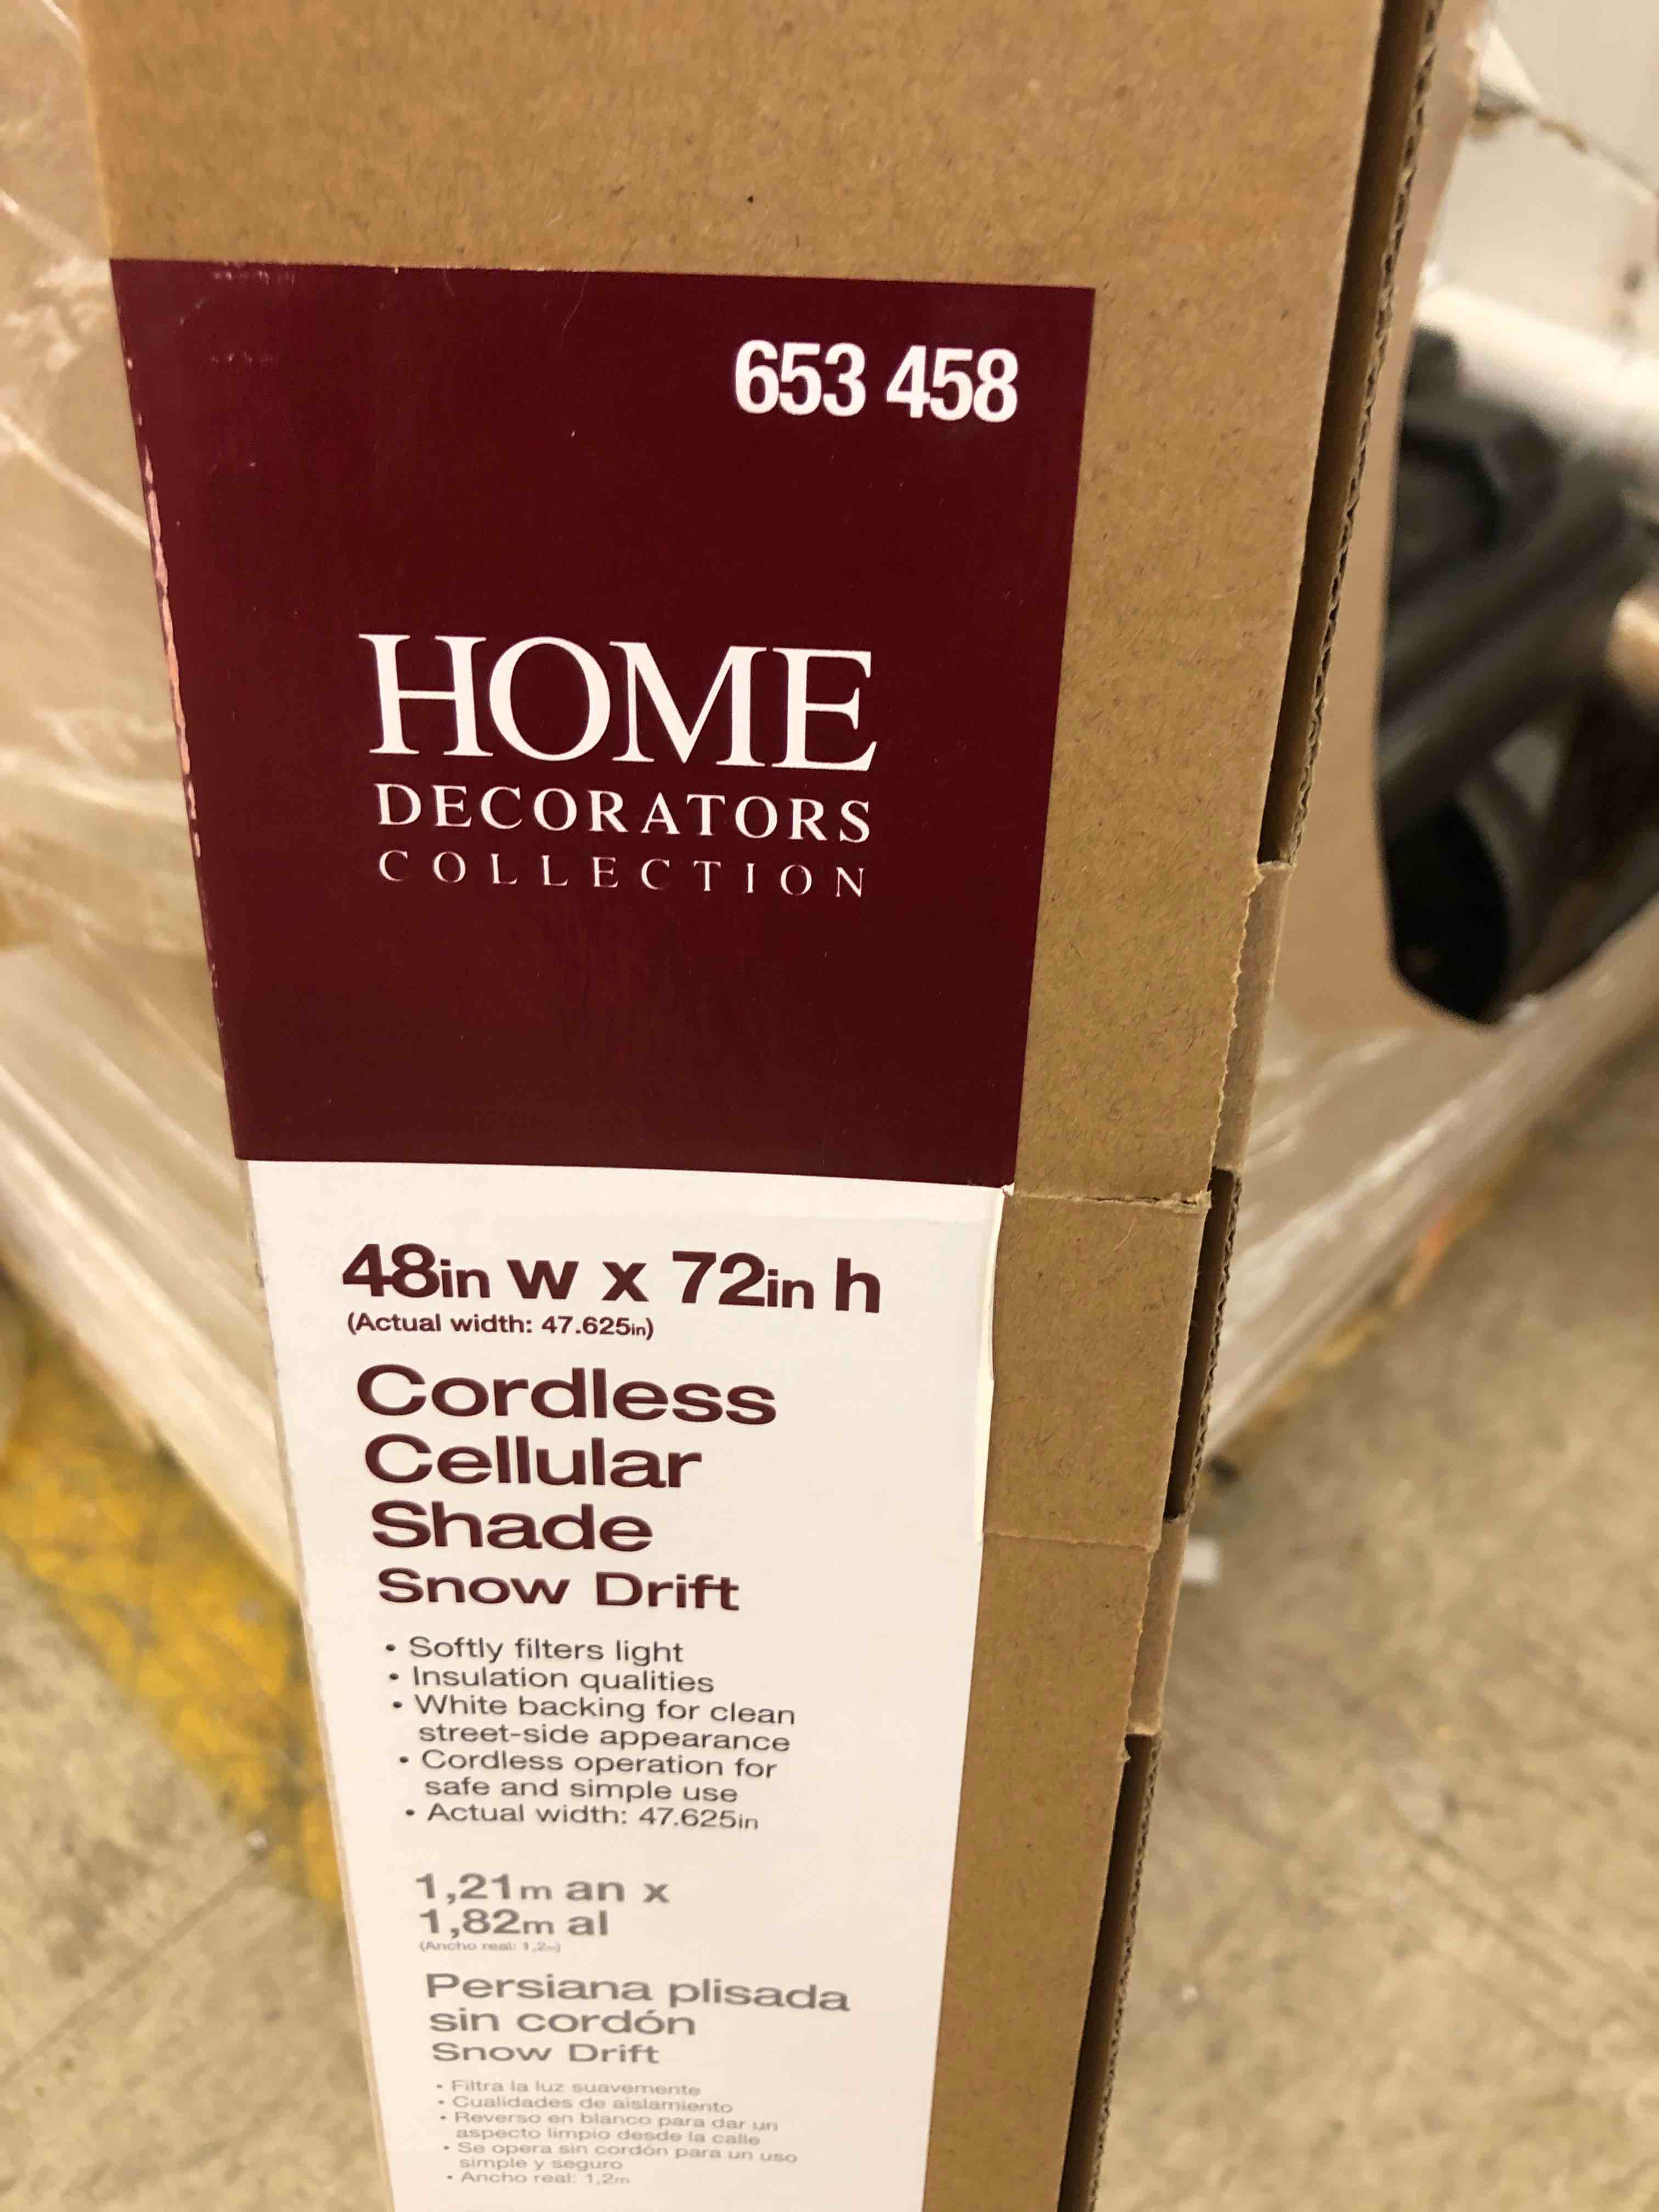 653 458
HOME
DECORATORS
COLLECTION
48in w x 72in h
(Actual width: 47.625in)
Cordless
Cellular
Shade
Snow Drift
• Softly filters light
• Insulation qualities
• White backing for clean
street-side appearance
• Cordless operation for
safe and simple use
• Actual width: 47.625in
1,21m an x
1,82m al
(Ancho real: 1,2m)
Persiana plisada
sin cordón
Snow Drift
• Filtra la luz suavemente
• Cualidades de aislamiento
• Reverso en blanco para dar un
aspecto limpio desde la calle
• Se opera sin cordón para un uso
simple y seguro
• Ancho real: 1,2m